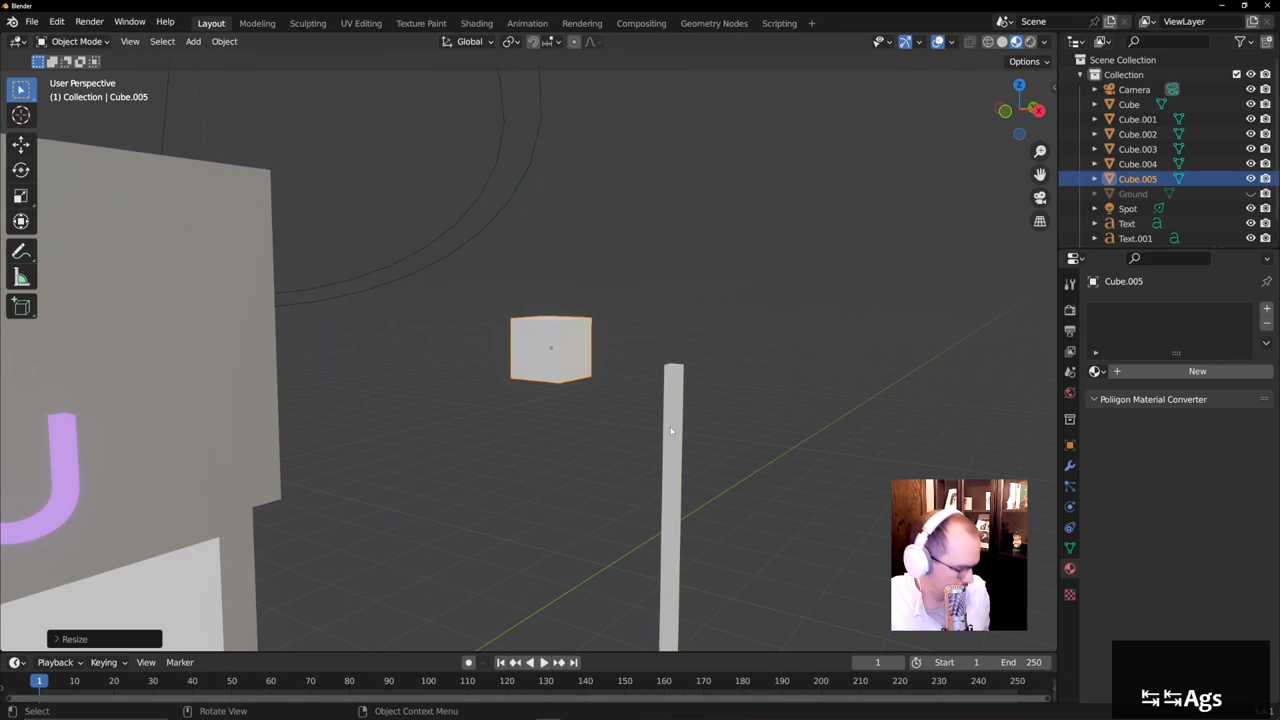 Blender
File Edit Render Window Help Layout Modeling Sculpting UV Editing Texture Paint Shading Animation Rendering Compositing Geometry Nodes Scripting + Scene ViewLayer
Object Mode View Select Add Object Global
Options
User Perspective
(1) Collection | Cube.005
Z
X
Scene Collection
Collection
Camera
Cube
Cube.001
Cube.002
Cube.003
Cube.004
Cube.005
Ground
Spot
Text
Text.001
Cube.005
New
Poliigon Material Converter
Resize
Playback Keying View Marker 1 Start 1 End 250
1 10 20 30 40 50 60 70 80 90 100 110 120 130 140 150 160 170 180 190 200 210 220 230 240 250
Select Rotate View Object Context Menu
Ags